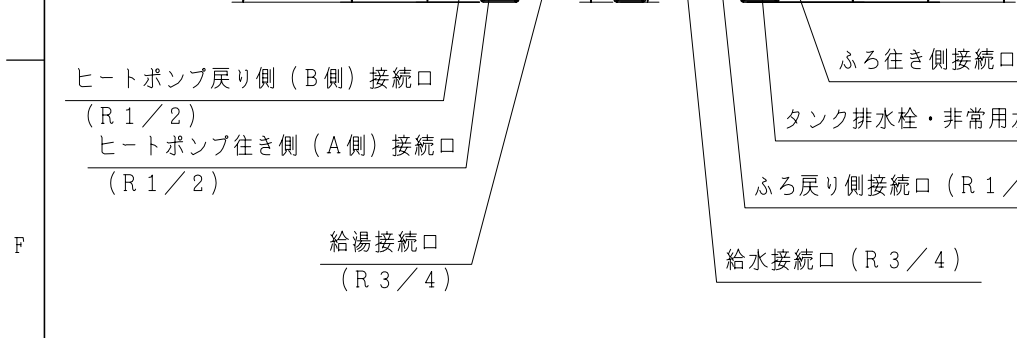 ヒートポンプ戻り側(B側)接続口
(R1/2)
ヒートポンプ往き側(A側)接続口
(R1/2)
給湯接続口
(R3/4)
ふろ往き側接続口
タンク排水栓・非常用
ふろ戻り側接続口(R1/
給水接続口(R3/4)
F